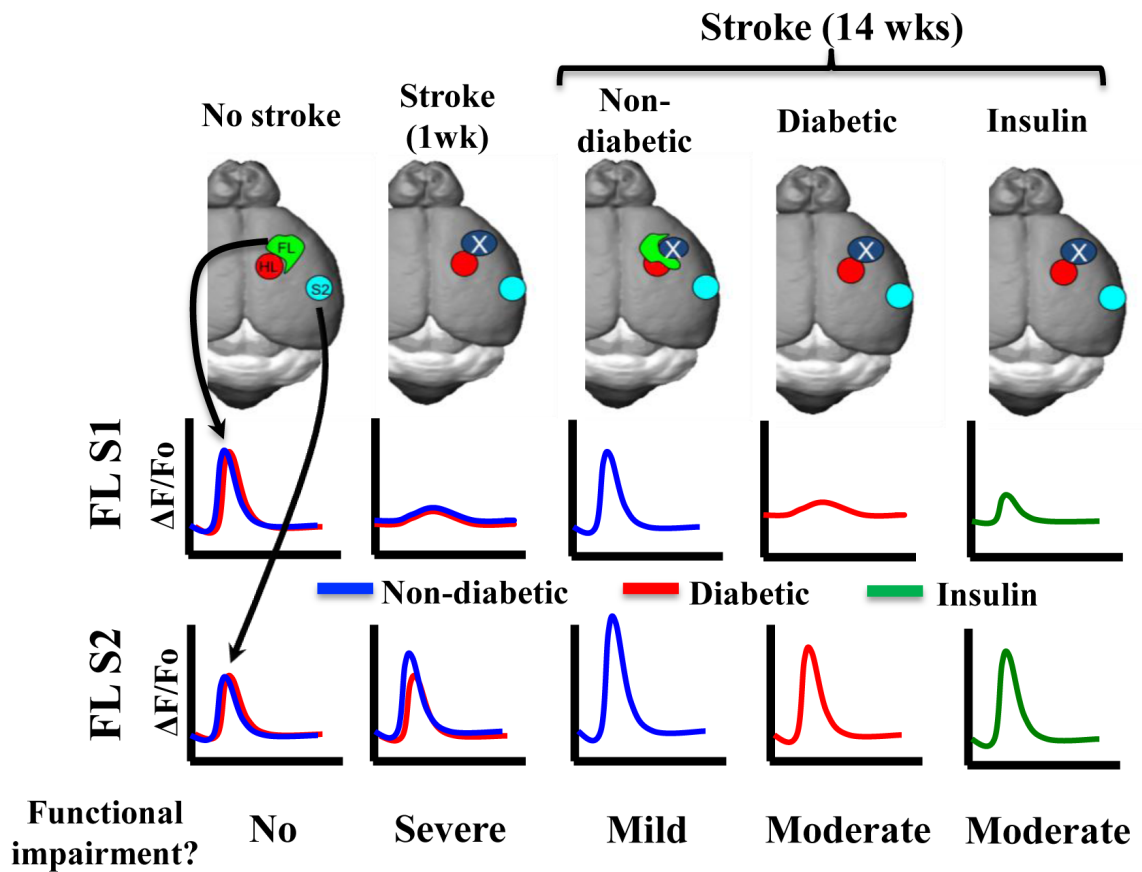 Stroke (14 wks)
No stroke
Stroke
(1wk)
Non-
diabetic
Diabetic
Insulin
FL
HL
S2
X
X
X
X
FL S1
ΔF/Fo
Non-diabetic
Diabetic
Insulin
FL S2
ΔF/Fo
Functional
impairment?
No
Severe
Mild
Moderate
Moderate